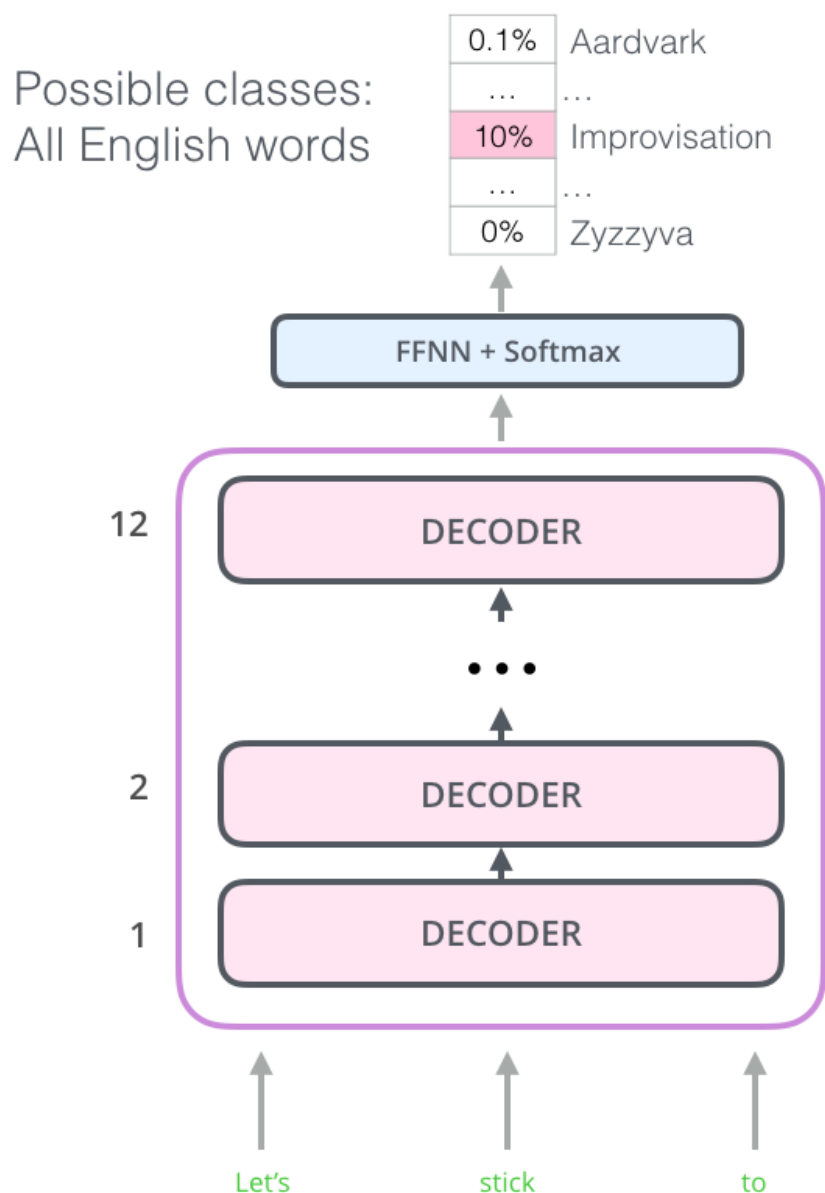 Possible classes:
All English words
0.1% Aardvark
... ...
10% Improvisation
... ...
0% Zyzzyva
FFNN + Softmax
12 DECODER
...
2 DECODER
1 DECODER
Let's stick to